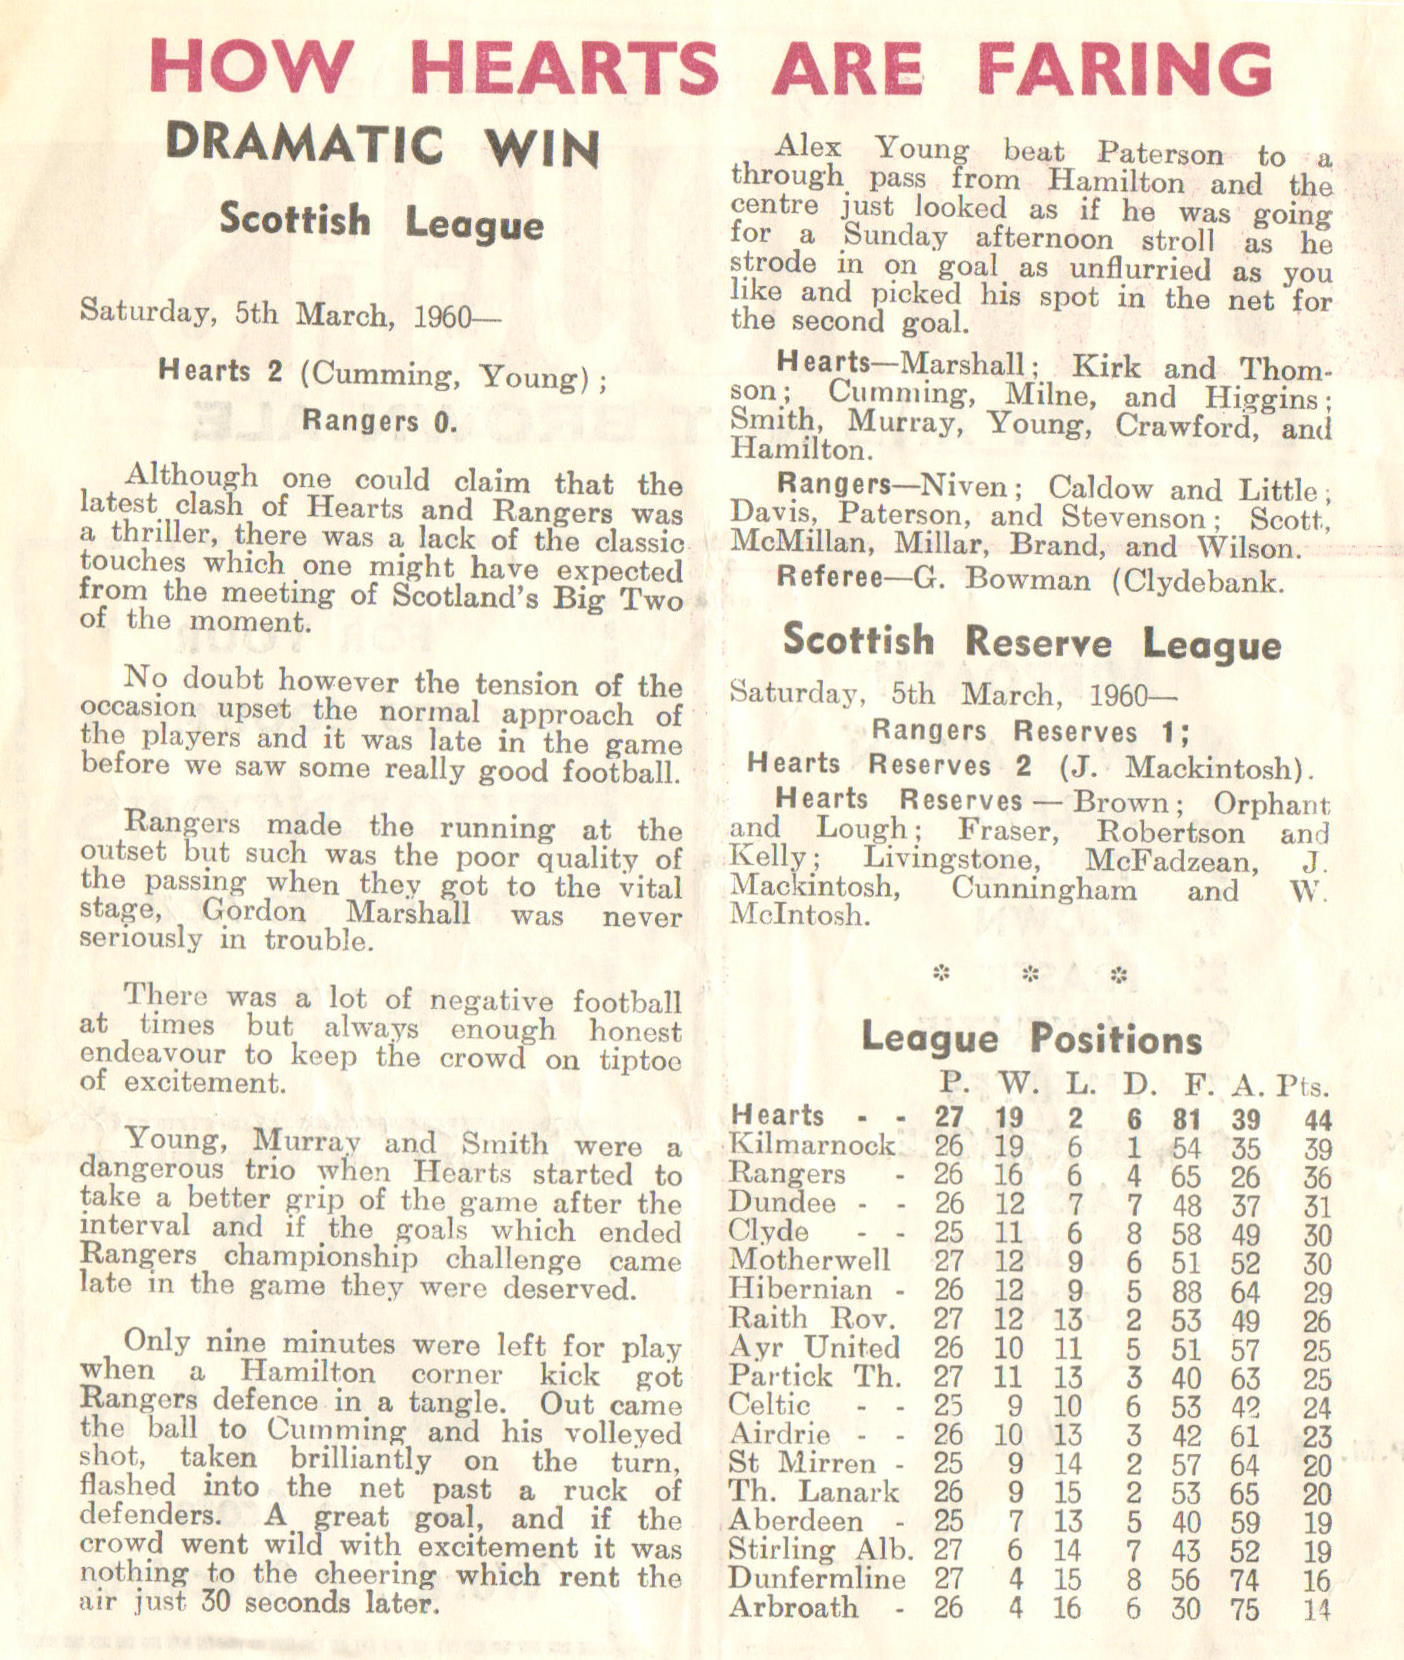 HOW HEARTS ARE FARING
DRAMATIC WIN
Scottish League
Saturday, 5th March, 1960—
Hearts 2 (Cumming, Young) ;
Rangers 0.
Although one could claim that the
latest clash of Hearts and Rangers was
a thriller, there was a lack of the classic
touches which one might have expected
from the meeting of Scotland's Big Two
of the moment.
No doubt however the tension of the
occasion upset the normal approach of
the players and it was late in the game
before we saw some really good football.
Rangers made the running at the
outset but such was the poor quality of
the passing when they got to the vital
stage, Gordon Marshall was never
seriously in trouble.
There was a lot of negative football
at times but always enough honest
endeavour to keep the crowd on tiptoe
of excitement.
Young, Murray and Smith were a
dangerous trio when Hearts started to
take a better grip of the game after the
interval and if the goals which ended
Rangers championship challenge came
late in the game they were deserved.
Only nine minutes were left for play
when a Hamilton corner kick got
Rangers defence in a tangle. Out came
the ball to Cumming and his volleyed
shot, taken brilliantly on the turn,
flashed into the net past a ruck of
defenders. A great goal, and if the
crowd went wild with excitement it was
nothing to the cheering which rent the
air just 30 seconds later.
Alex Young beat Paterson to a
through pass from Hamilton and the
centre just looked as if he was going
for a Sunday afternoon stroll as he
strode in on goal as unflurried as you
like and picked his spot in the net for
the second goal.
Hearts—Marshall ; Kirk and Thom-
son ; Cumming, Milne, and Higgins ;
Smith, Murray, Young, Crawford, and
Hamilton.
Rangers—Niven ; Caldow and Little ;
Davis, Paterson, and Stevenson ; Scott,
McMillan, Millar, Brand, and Wilson.
Referee—G. Bowman (Clydebank.
Scottish Reserve League
Saturday, 5th March, 1960—
Rangers Reserves 1 ;
Hearts Reserves 2 (J. Mackintosh).
Hearts Reserves — Brown ; Orphant
and Lough ; Fraser, Robertson and
Kelly ; Livingstone, McFadzean, J.
Mackintosh, Cunningham and W.
McIntosh.
* * *
League Positions
P. W. L. D. F. A. Pts.
Hearts - - 27 19 2 6 81 39 44
Kilmarnock 26 19 6 1 54 35 39
Rangers - 26 16 6 4 65 26 36
Dundee - - 26 12 7 7 48 37 31
Clyde - - 25 11 6 8 58 49 30
Motherwell 27 12 9 6 51 52 30
Hibernian - 26 12 9 5 88 64 29
Raith Rov. 27 12 13 2 53 49 26
Ayr United 26 10 11 5 51 57 25
Partick Th. 27 11 13 3 40 63 25
Celtic - - 25 9 10 6 53 42 24
Airdrie - - 26 10 13 3 42 61 23
St Mirren - 25 9 14 2 57 64 20
Th. Lanark 26 9 15 2 53 65 20
Aberdeen - 25 7 13 5 40 59 19
Stirling Alb. 27 6 14 7 43 52 19
Dunfermline 27 4 15 8 56 74 16
Arbroath - 26 4 16 6 30 75 14